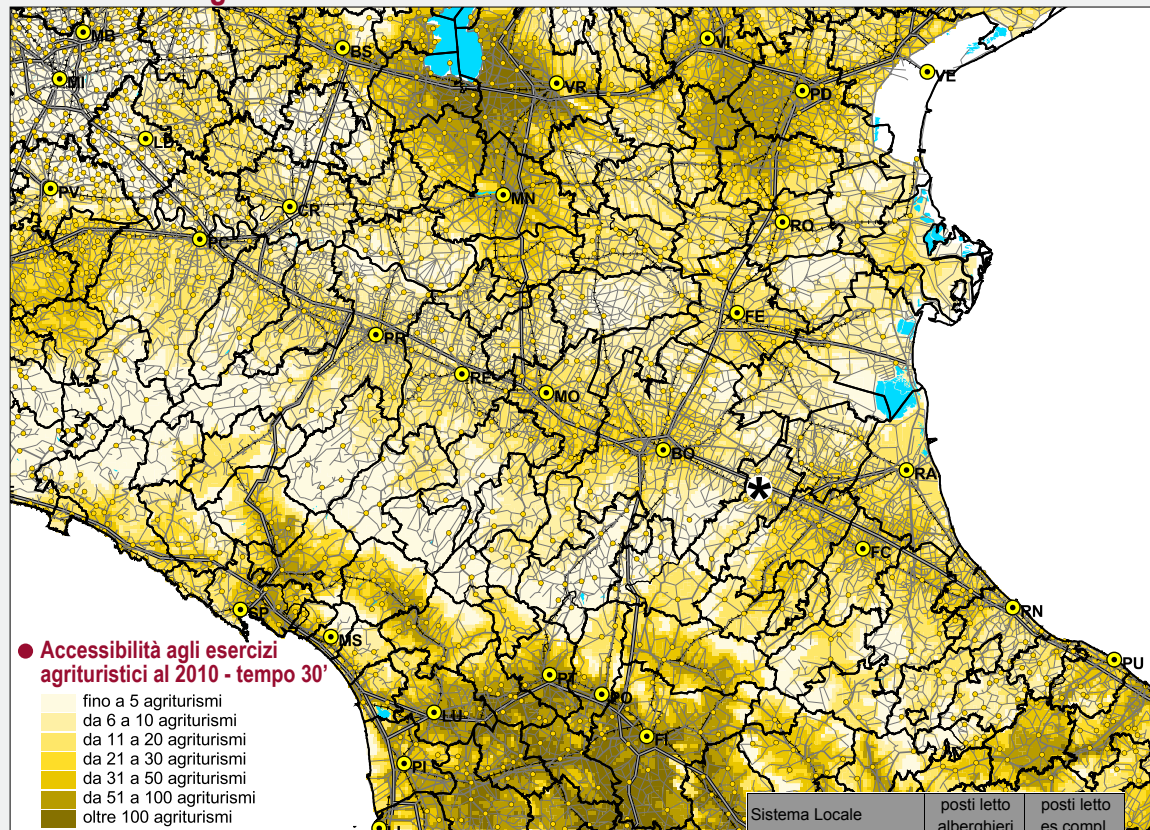 MB
BS
VI
VR
VE
MI
PD
PV
MN
CR
RO
PC
FE
PR
RE
MO
BO
*
RA
FC
SP
RN
MS
PU
● Accessibilità agli esercizi
agrituristici al 2010 - tempo 30'
PT
PO
fino a 5 agriturismi
da 6 a 10 agriturismi
LU
da 11 a 20 agriturismi
FI
da 21 a 30 agriturismi
PI
da 31 a 50 agriturismi
da 51 a 100 agriturismi
oltre 100 agriturismi
Sistema Locale
posti letto
alberghieri
posti letto
es.compl.